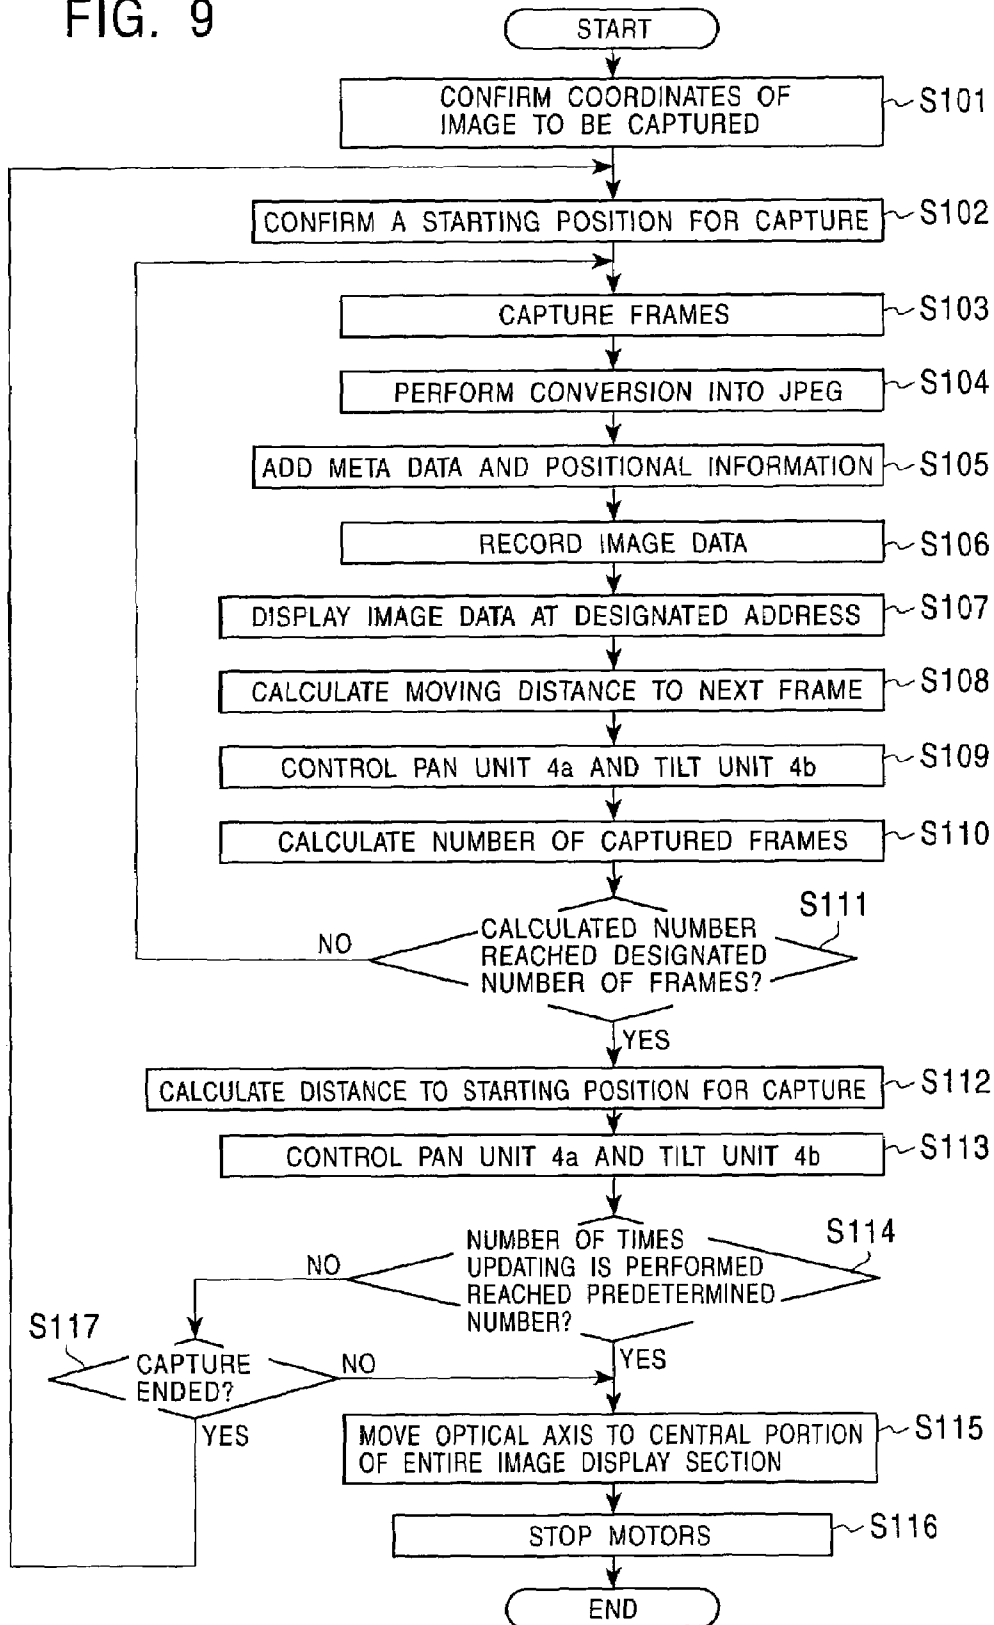 FIG. 9
START
CONFIRM COORDINATES OF
IMAGE TO BE CAPTURED
S101
CONFIRM A STARTING POSITION FOR CAPTURE
S102
CAPTURE FRAMES
S103
PERFORM CONVERSION INTO JPEG
S104
ADD META DATA AND POSITIONAL INFORMATION
S105
RECORD IMAGE DATA
S106
DISPLAY IMAGE DATA AT DESIGNATED ADDRESS
S107
CALCULATE MOVING DISTANCE TO NEXT FRAME
S108
CONTROL PAN UNIT 4a AND TILT UNIT 4b
S109
CALCULATE NUMBER OF CAPTURED FRAMES
S110
S111
CALCULATED NUMBER
REACHED DESIGNATED
NUMBER OF FRAMES?
NO
YES
CALCULATE DISTANCE TO STARTING POSITION FOR CAPTURE
S112
CONTROL PAN UNIT 4a AND TILT UNIT 4b
S113
S114
NUMBER OF TIMES
UPDATING IS PERFORMED
REACHED PREDETERMINED
NUMBER?
NO
YES
S117
CAPTURE
ENDED?
NO
YES
MOVE OPTICAL AXIS TO CENTRAL PORTION
OF ENTIRE IMAGE DISPLAY SECTION
S115
STOP MOTORS
S116
END